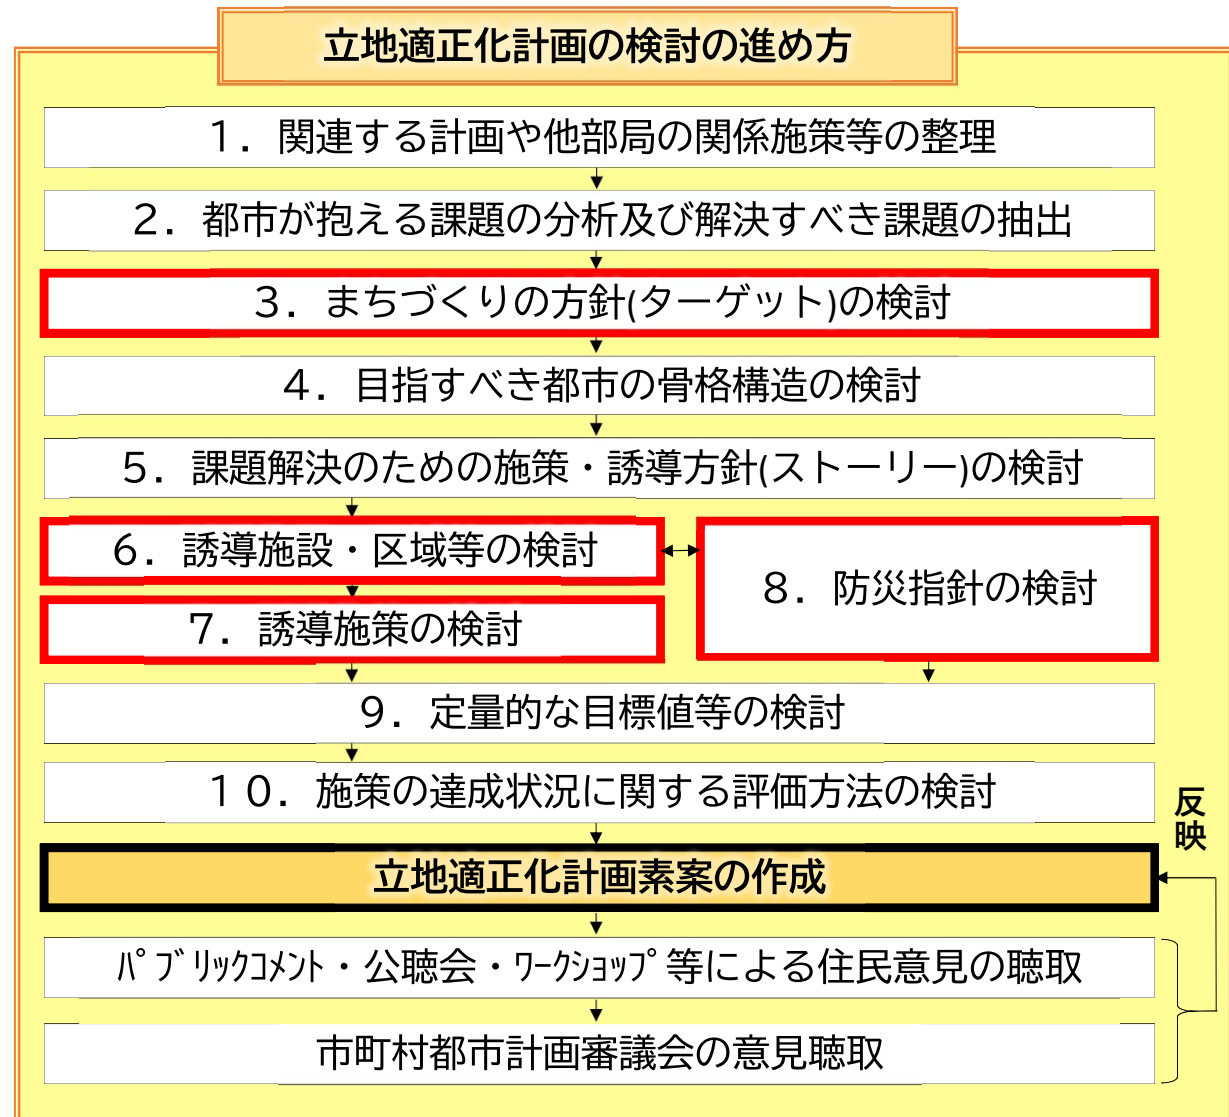 立地適正化計画の検討の進め方
１．関連する計画や他部局の関係施策等の整理
２．都市が抱える課題の分析及び解決すべき課題の抽出
３．まちづくりの方針(ターゲット)の検討
４．目指すべき都市の骨格構造の検討
５．課題解決のための施策・誘導方針(ストーリー)の検討
６．誘導施設・区域等の検討
７．誘導施策の検討
８．防災指針の検討
９．定量的な目標値等の検討
１０．施策の達成状況に関する評価方法の検討
反映
立地適正化計画素案の作成
ﾊﾟﾌﾞﾘｯｸｺﾒﾝﾄ・公聴会・ﾜｰｸｼｮｯﾌﾟ等による住民意見の聴取
市町村都市計画審議会の意見聴取